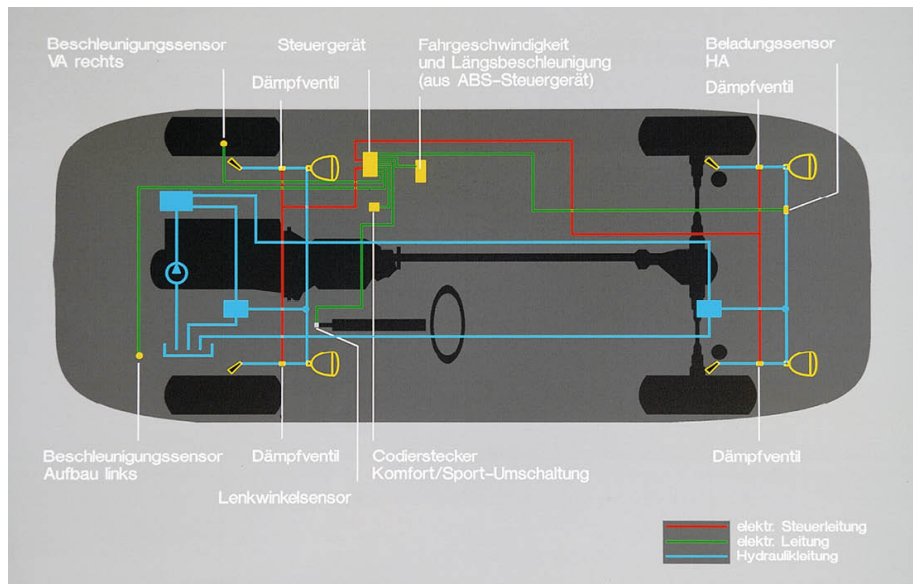 Beschleunigungssensor
VA rechts
Steuergerät
Fahrgeschwindigkeit
und Längsbeschleunigung
(aus ABS-Steuergerät)
Beladungssensor
HA
Dämpfventil
Dämpfventil
Beschleunigungssensor
Aufbau links
Dämpfventil
Codierstecker
Komfort/Sport-Umschaltung
Dämpfventil
Lenkwinkelsensor
elektr. Steuerleitung
elektr. Leitung
Hydraulikleitung